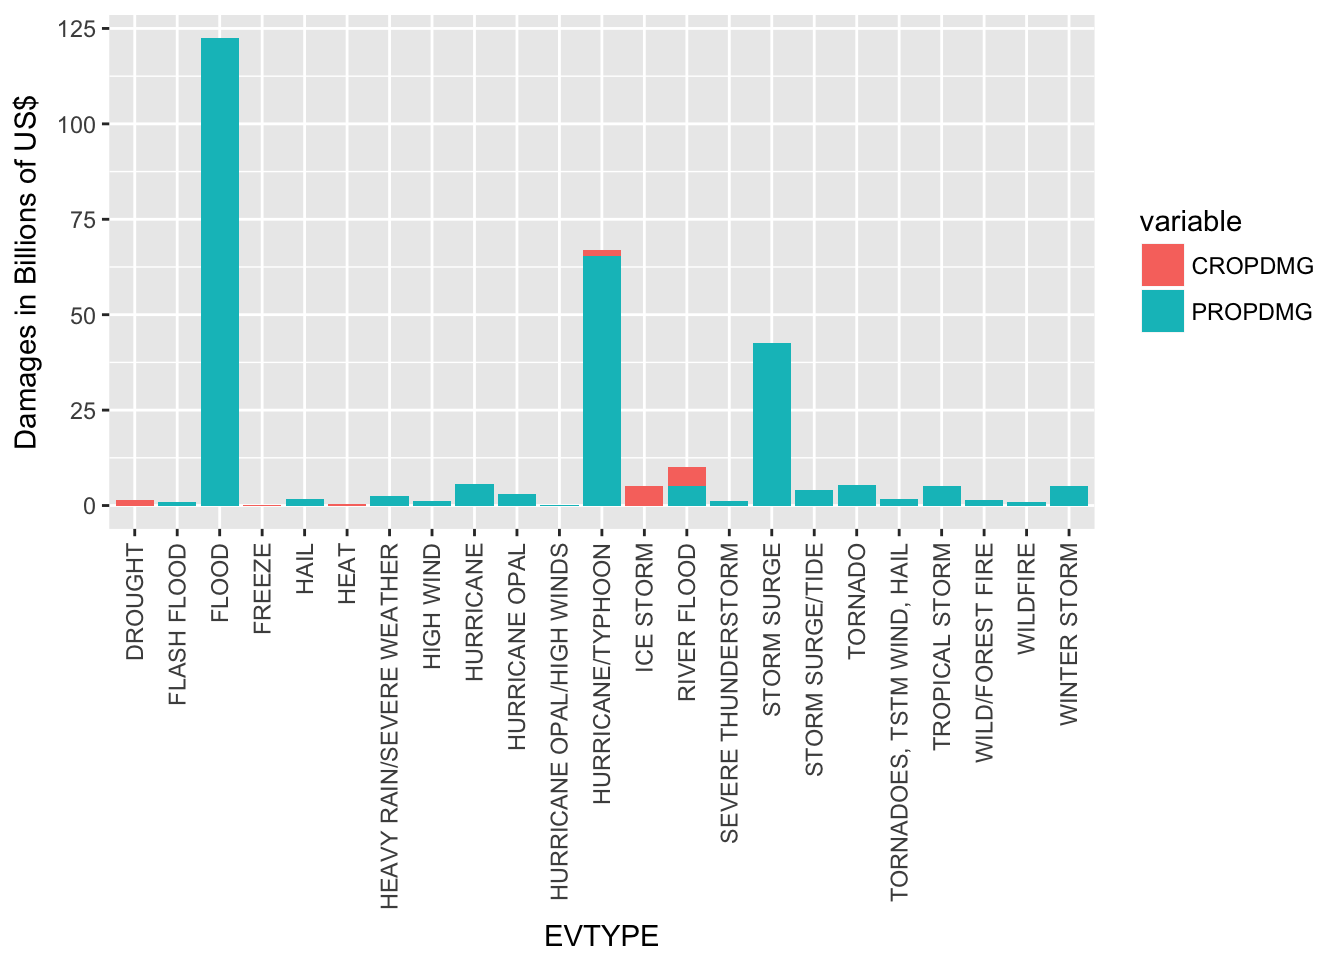 Damages in Billions of US$
125
100
75
50
25
0
DROUGHT
FLASH FLOOD
FLOOD
FREEZE
HAIL
HEAT
HEAVY RAIN/SEVERE WEATHER
HIGH WIND
HURRICANE
HURRICANE OPAL
HURRICANE OPAL/HIGH WINDS
HURRICANE/TYPHOON
ICE STORM
RIVER FLOOD
SEVERE THUNDERSTORM
STORM SURGE
STORM SURGE/TIDE
TORNADO
TORNADOES, TSTM WIND, HAIL
TROPICAL STORM
WILD/FOREST FIRE
WILDFIRE
WINTER STORM
EVTYPE
variable
CROPDMG
PROPDMG